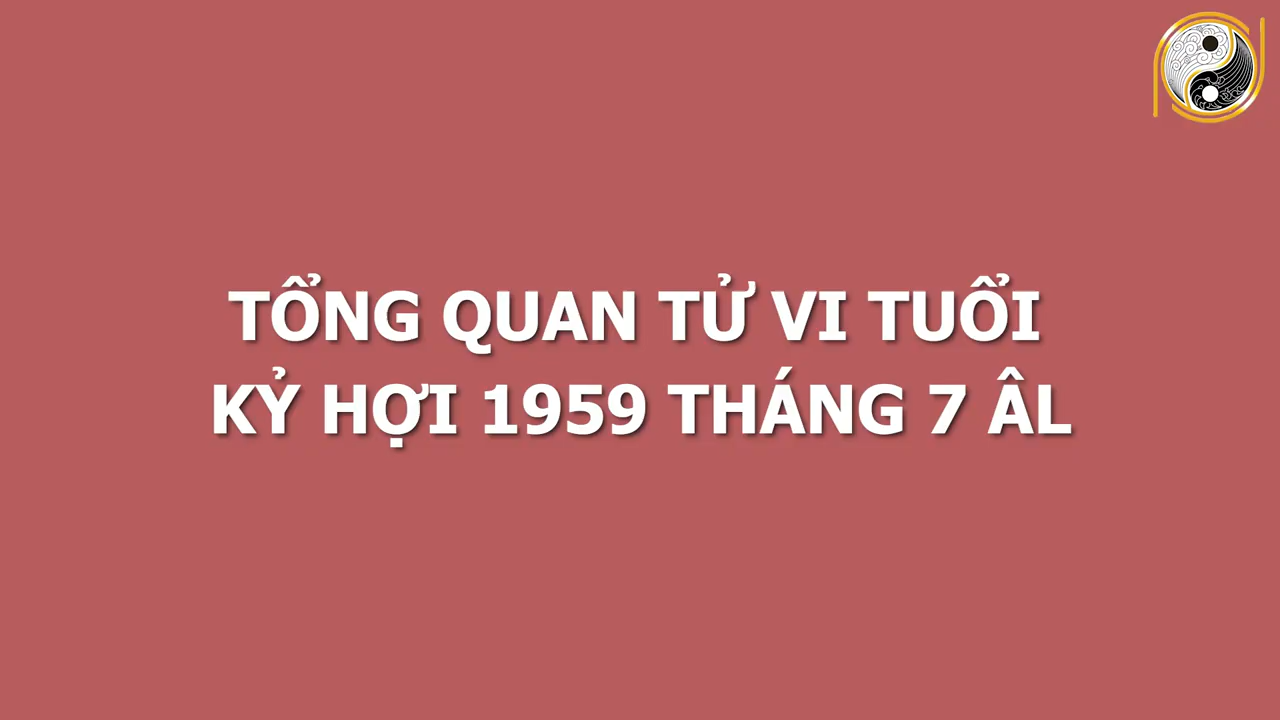 TỔNG QUAN TỬ VI TUỔI
KỶ HỢI 1959 THÁNG 7 ÂL